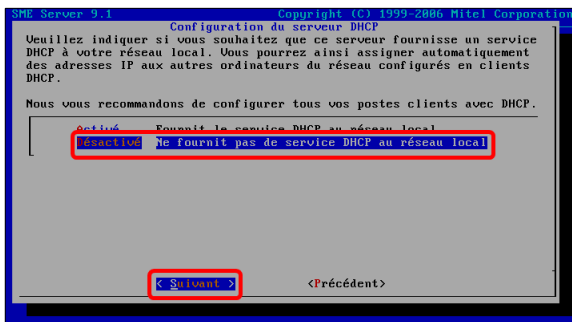 SME Server 9.1 Copyright (C) 1999-2006 Mitel Corporation
Configuration du serveur DHCP
Veuillez indiquer si vous souhaitez que ce serveur fournisse un service
DHCP à votre réseau local. Vous pourrez ainsi assigner automatiquement
des adresses IP aux autres ordinateurs du réseau configurés en clients
DHCP.
Nous vous recommandons de configurer tous vos postes clients avec DHCP.
Activé Fournit le service DHCP au réseau local
Désactivé Ne fournit pas de service DHCP au réseau local
< Suivant > <Précédent>